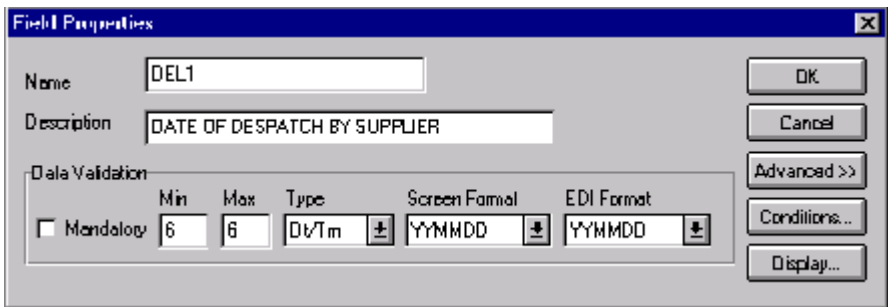 Field Properties
Name DEL1 OK
Description DATE OF DESPATCH BY SUPPLIER Cancel
Data Validation Advanced >>
Min Max Type Screen Format EDI Format
Mandatory 6 6 Dt/Tm YYMMDD YYMMDD Conditions...
Display...